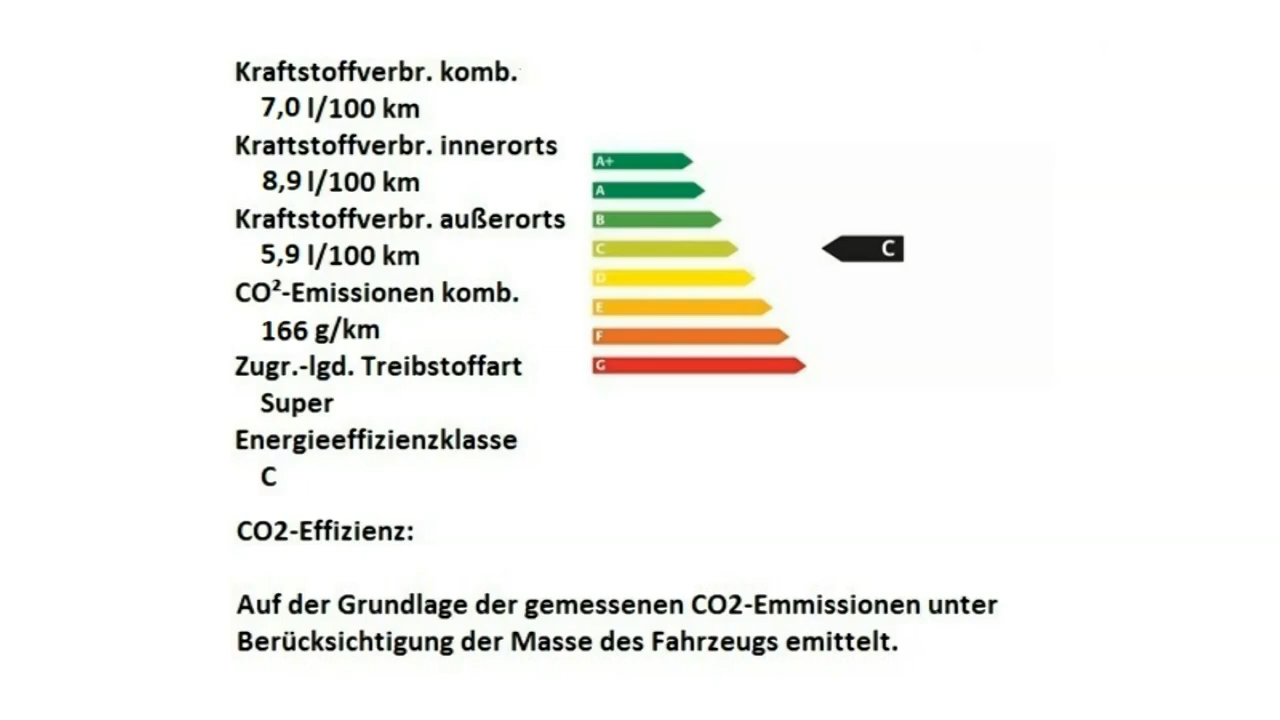 Kraftstoffverbr. komb.
7,0 l/100 km
Krattstoffverbr. innerorts
8,9 l/100 km
Kraftstoffverbr. außerorts
5,9 l/100 km
CO²-Emissionen komb.
166 g/km
Zugr.-lgd. Treibstoffart
Super
Energieeffizienzklasse
C
A+
A
B
C
D
E
F
G
C
CO2-Effizienz:
Auf der Grundlage der gemessenen CO2-Emmissionen unter
Berücksichtigung der Masse des Fahrzeugs emittelt.